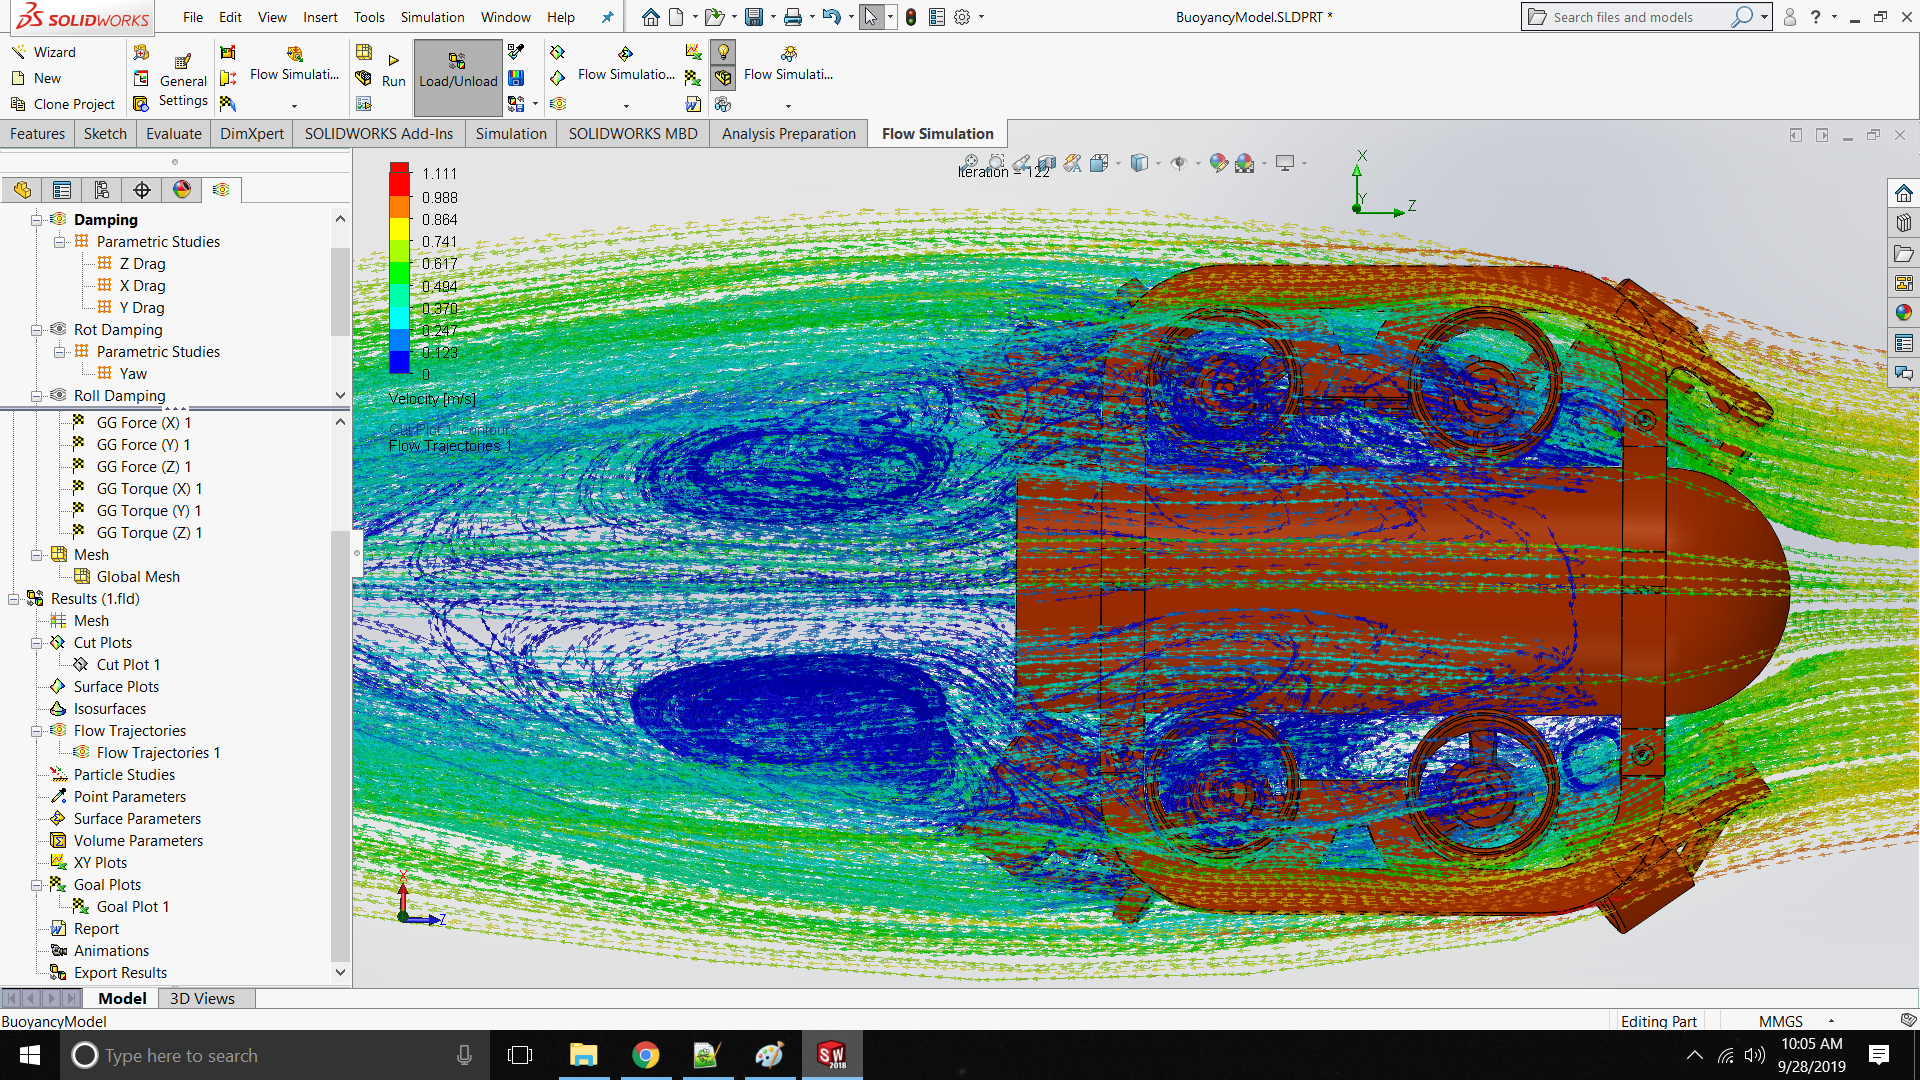 SOLIDWORKS
File Edit View Insert Tools Simulation Window Help
BuoyancyModel.SLDPRT *
Search files and models
?
Wizard
New
Clone Project
General
Settings
Flow Simulati...
Run
Load/Unload
Flow Simulatio...
Flow Simulati...
Features Sketch Evaluate DimXpert SOLIDWORKS Add-Ins Simulation SOLIDWORKS MBD Analysis Preparation Flow Simulation
Damping
Parametric Studies
Z Drag
X Drag
Y Drag
Rot Damping
Parametric Studies
Yaw
Roll Damping
GG Force (X) 1
GG Force (Y) 1
GG Force (Z) 1
GG Torque (X) 1
GG Torque (Y) 1
GG Torque (Z) 1
Mesh
Global Mesh
Results (1.fld)
Mesh
Cut Plots
Cut Plot 1
Surface Plots
Isosurfaces
Flow Trajectories
Flow Trajectories 1
Particle Studies
Point Parameters
Surface Parameters
Volume Parameters
XY Plots
Goal Plots
Goal Plot 1
Report
Animations
Export Results
1.111
0.988
0.864
0.741
0.617
0.494
0.370
0.247
0.123
0
Velocity [m/s]
Cut Plot 1: contours
Flow Trajectories 1
Iteration = 122
X
Y
Z
X
Z
Model 3D Views
BuoyancyModel
Editing Part
MMGS
Type here to search
SW
2018
10:05 AM
9/28/2019